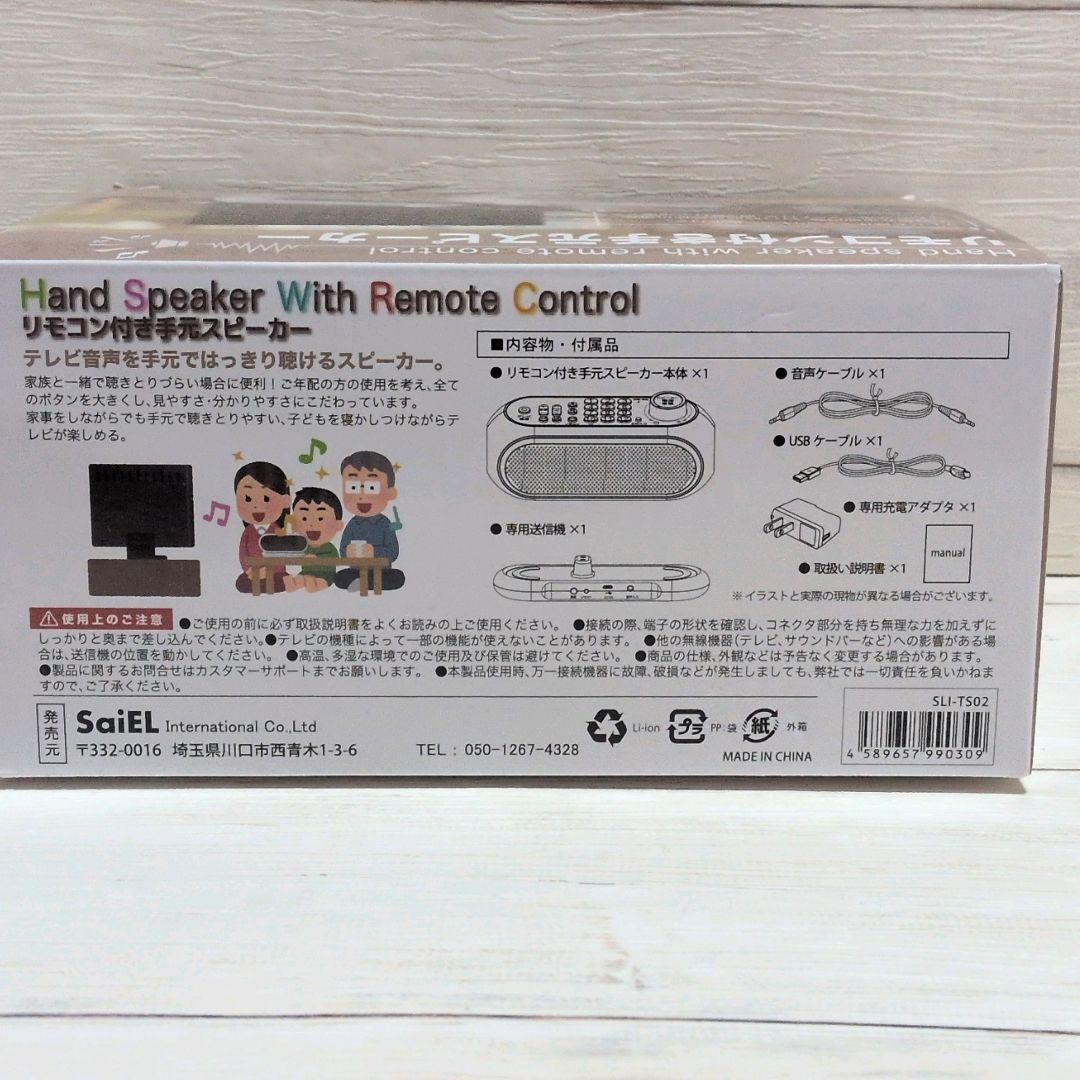 Hand speaker with remote control
リモコン付き手元スピーカー
Hand Speaker With Remote Control
リモコン付き手元スピーカー
テレビ音声を手元ではっきり聴けるスピーカー。
家族と一緒で聴きとりづらい場合に便利！ご年配の方の使用を考え、全て
のボタンを大きくし、見やすさ・分かりやすさにこだわっています。
家事をしながらでも手元で聴きとりやすい、子どもを寝かしつけながらテ
レビが楽しめる。
■内容物・付属品
●リモコン付き手元スピーカー本体×1
●音声ケーブル×1
●USBケーブル×1
●専用充電アダプタ×1
●専用送信機×1
manual
●取扱い説明書×1
※イラストと実際の現物が異なる場合がございます。
使用上のご注意 ●ご使用の前に必ず取扱説明書をよくお読みの上ご使用ください。 ●接続の際、端子の形状を確認し、コネクタ部分を持ち無理な力を加えずに
しっかりと奥まで差し込んでください。●テレビの機種によって一部の機能が使えないことがあります。 ●他の無線機器（テレビ、サウンドバーなど）への影響がある場
合は、送信機の位置を動かしてください。 ●高温、多湿な環境でのご使用及び保管は避けてください。 ●商品の仕様、外観などは予告なく変更する場合があります。
●製品に関するお問合せはカスタマーサポートまでお願いします。 ●本製品使用時、万一接続機器に故障、破損などが発生しましても、弊社では一切責任を負いかねま
すので、ご了承ください。
発売元
SaiEL International Co.,Ltd
〒332-0016 埼玉県川口市西青木1-3-6 TEL : 050-1267-4328
Li-ion
プラ
PP:袋
紙
外箱
MADE IN CHINA
SLI-TS02
4 589657 990309